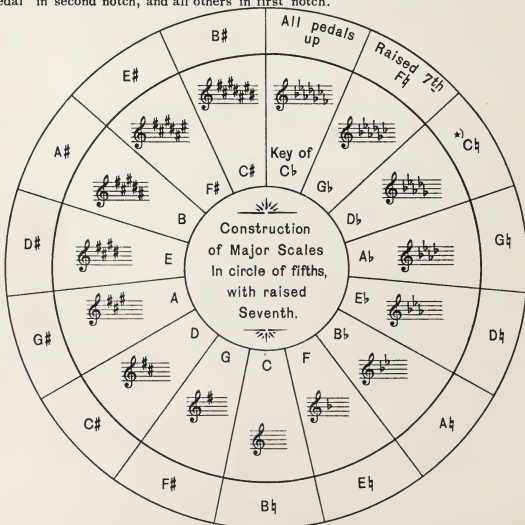 edal in second notch, and all others in first notch.
All pedals
up
Raised 7th
F♮
*)C♮
G♮
D♮
A♮
E♮
B♮
F♯
C♯
G♯
D♯
A♯
E♯
B♯
Key of
C♭
G♭
D♭
A♭
E♭
B♭
F
C
G
D
A
E
B
F♯
C♯
Construction
of Major Scales
In circle of fifths,
with raised
Seventh.